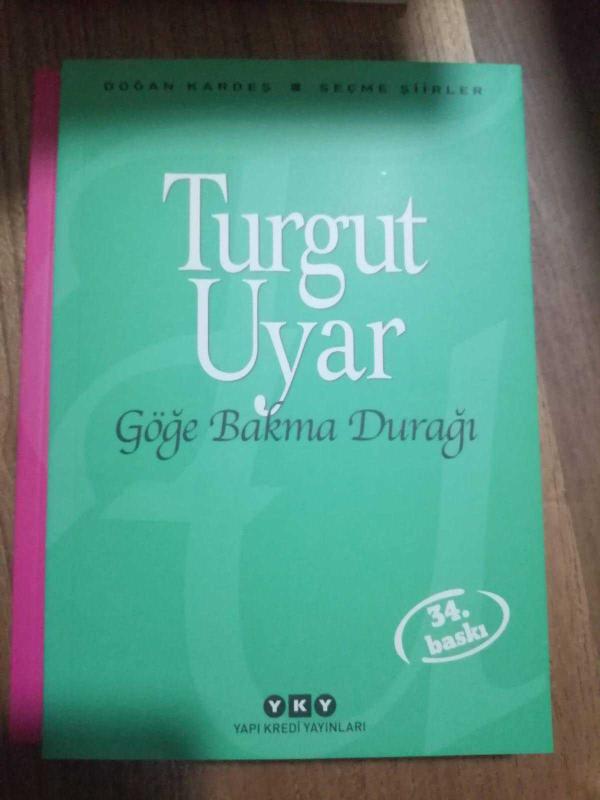 DOĞAN KARDEŞ ■ SEÇME ŞİİRLER
Turgut
Uyar
Göğe Bakma Durağı
34.
baskı
YKY
YAPI KREDİ YAYINLARI